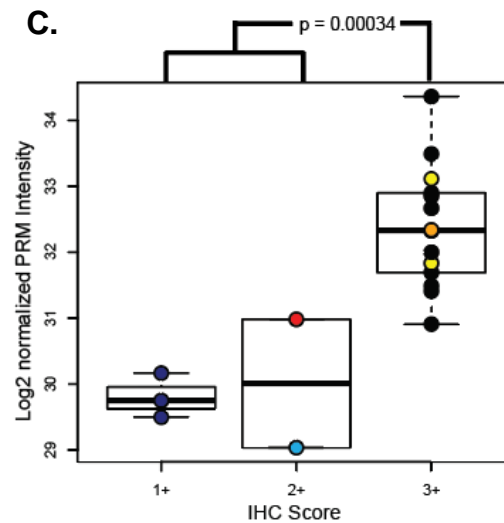 C.
p = 0.00034
Log2 normalized PRM Intensity
34
33
32
31
30
29
1+ 2+ 3+
IHC Score